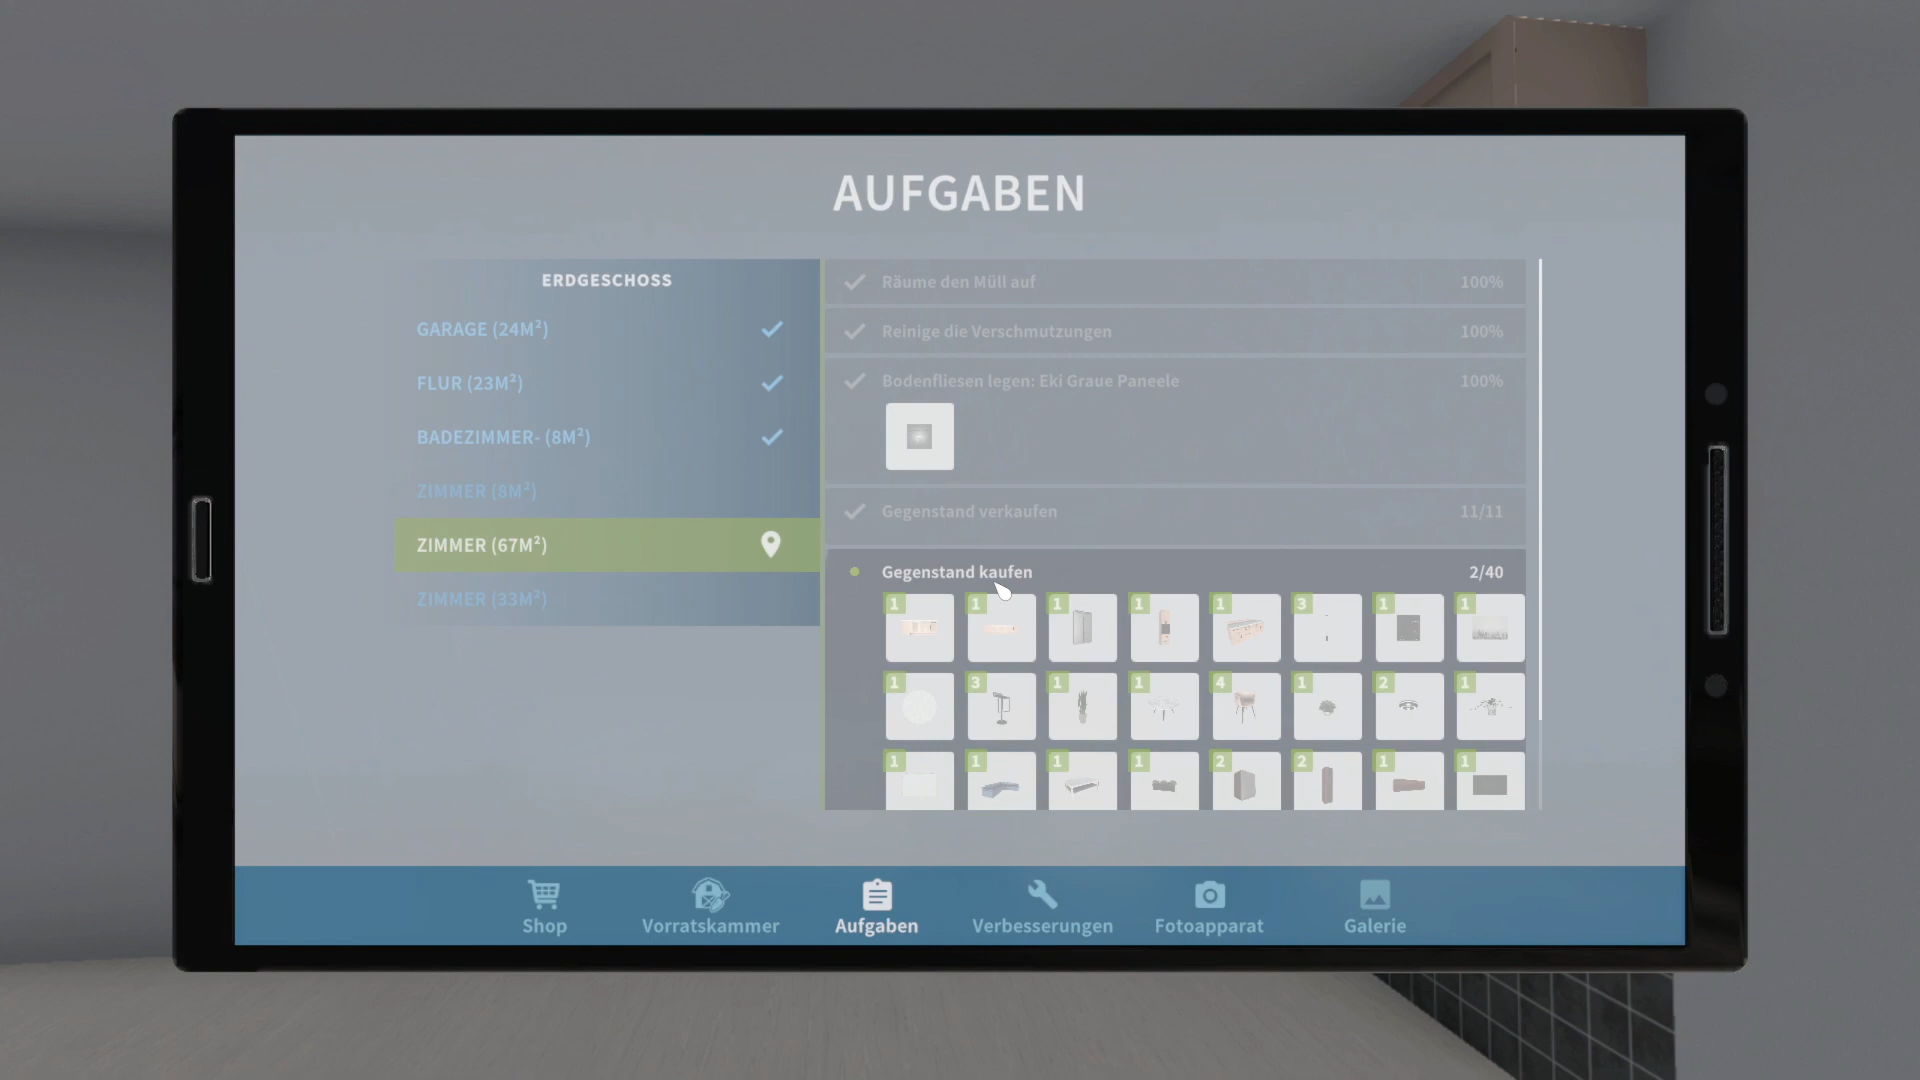 AUFGABEN
ERDGESCHOSS
GARAGE (24M²)
FLUR (23M²)
BADEZIMMER- (8M²)
ZIMMER (8M²)
ZIMMER (67M²)
ZIMMER (33M²)
Räume den Müll auf 100%
Reinige die Verschmutzungen 100%
Bodenfliesen legen: Eki Graue Paneele 100%
Gegenstand verkaufen 11/11
Gegenstand kaufen 2/40
1 1 1 1 1 3 1 1
1 3 1 1 4 1 2 1
1 1 1 1 2 2 1 1
Shop Vorratskammer Aufgaben Verbesserungen Fotoapparat Galerie